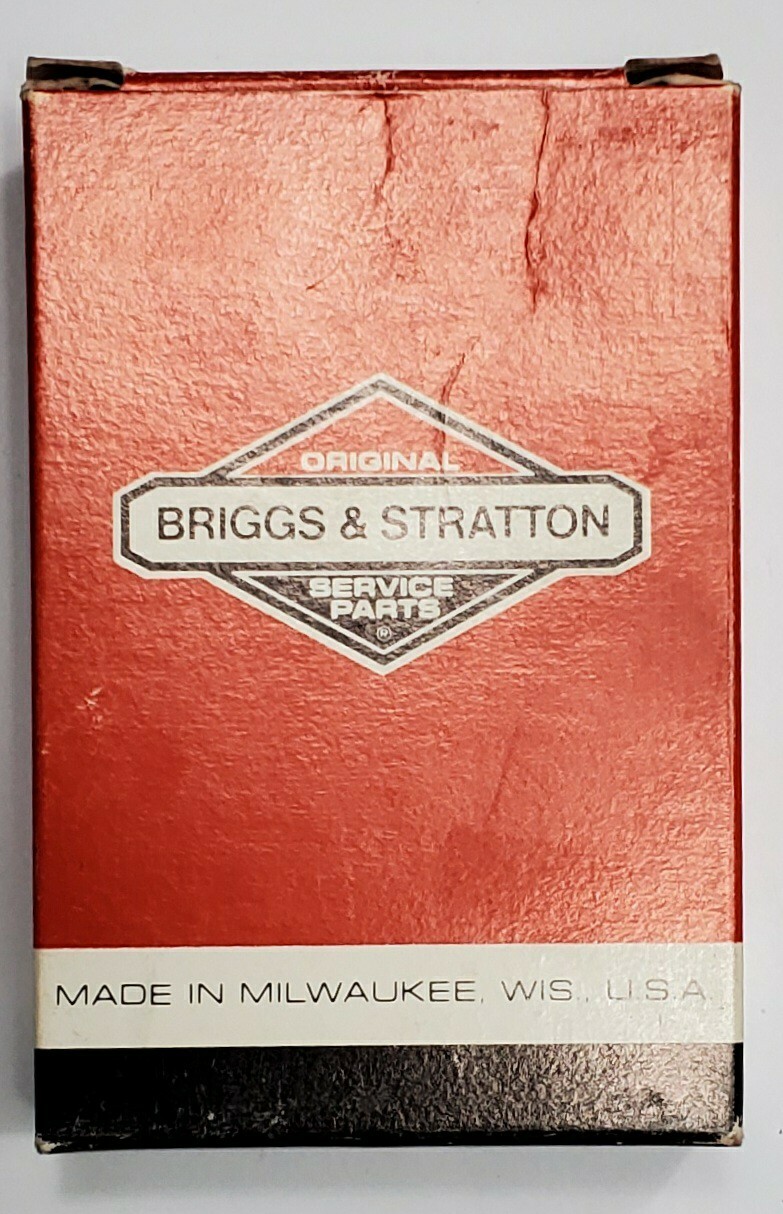 ORIGINAL
BRIGGS & STRATTON
SERVICE
PARTS
®
MADE IN MILWAUKEE, WIS., U.S.A.